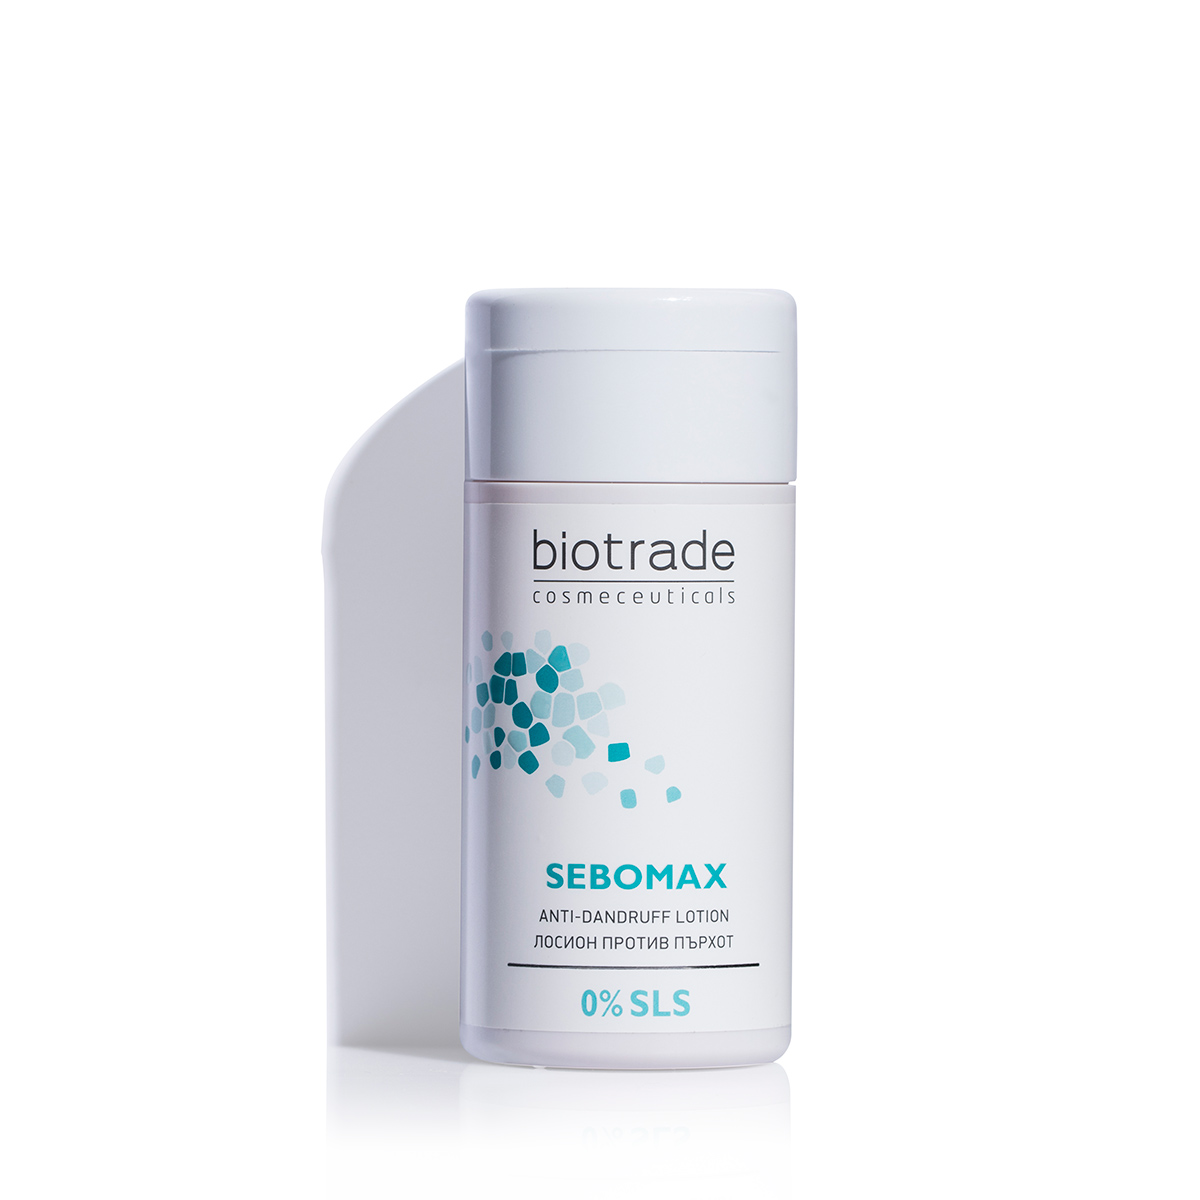 biotrade
cosmeceuticals
SEBOMAX
ANTI-DANDRUFF LOTION
ЛОСИОН ПРОТИВ ПЪРХОТ
0% SLS